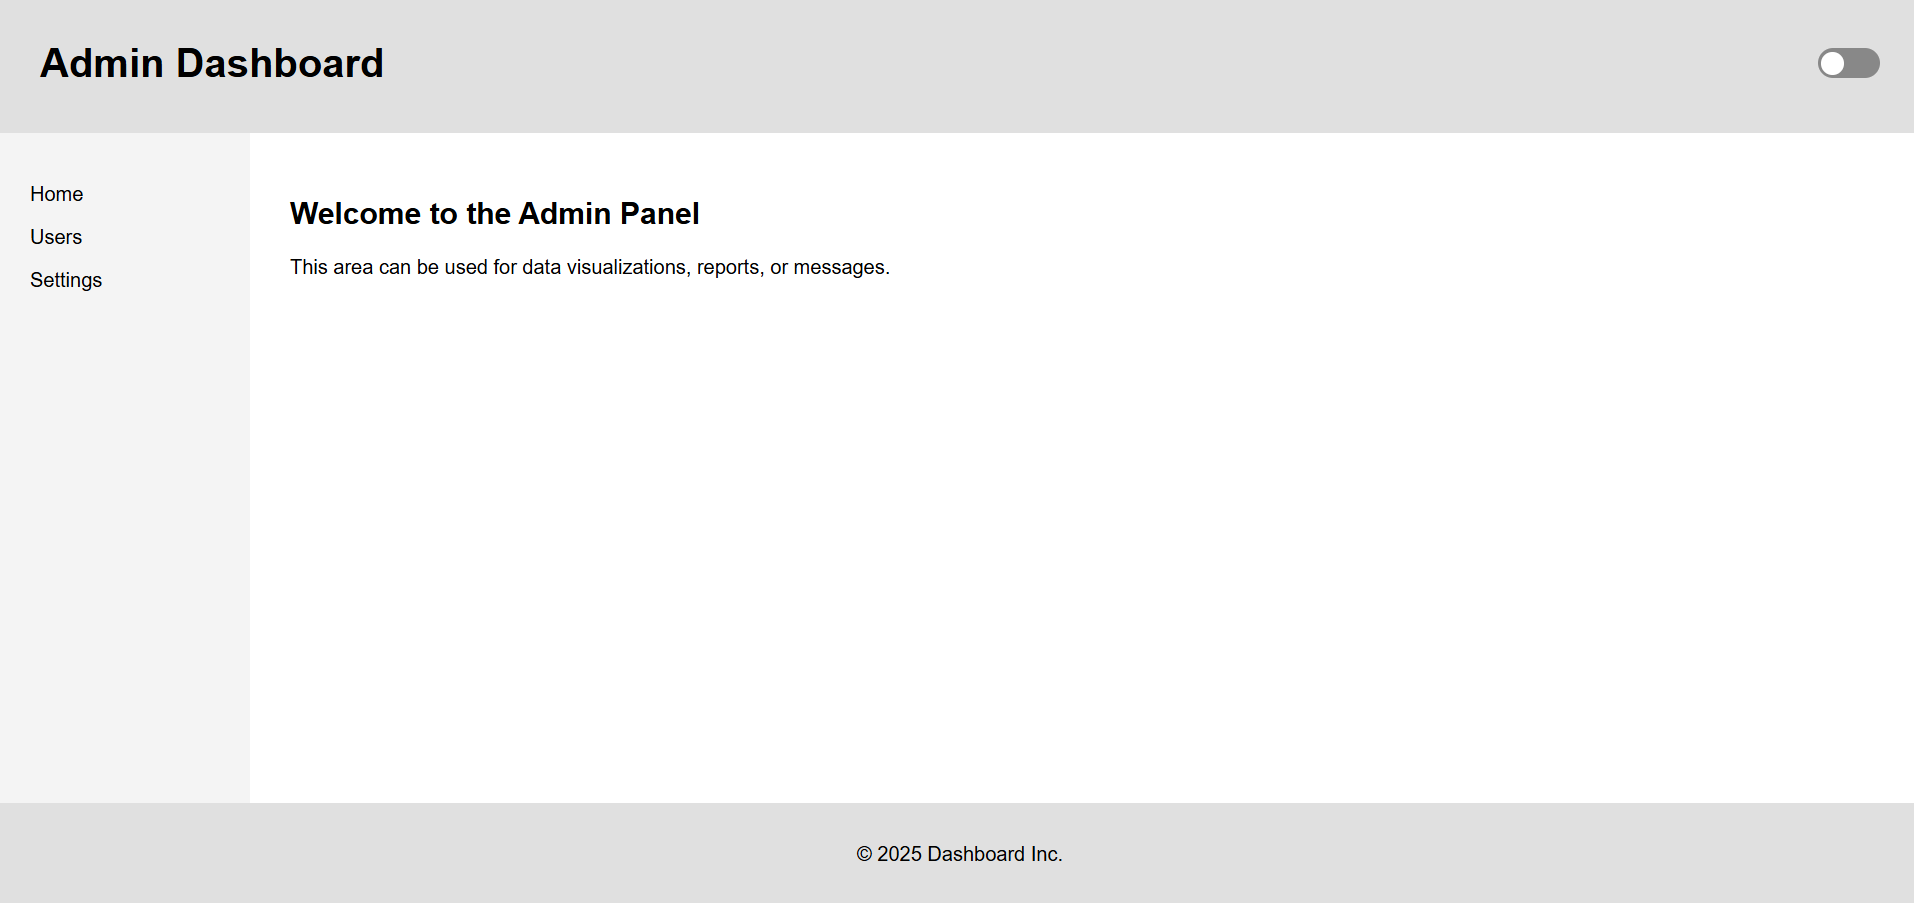 Admin Dashboard
Home
Users
Settings
Welcome to the Admin Panel
This area can be used for data visualizations, reports, or messages.
© 2025 Dashboard Inc.